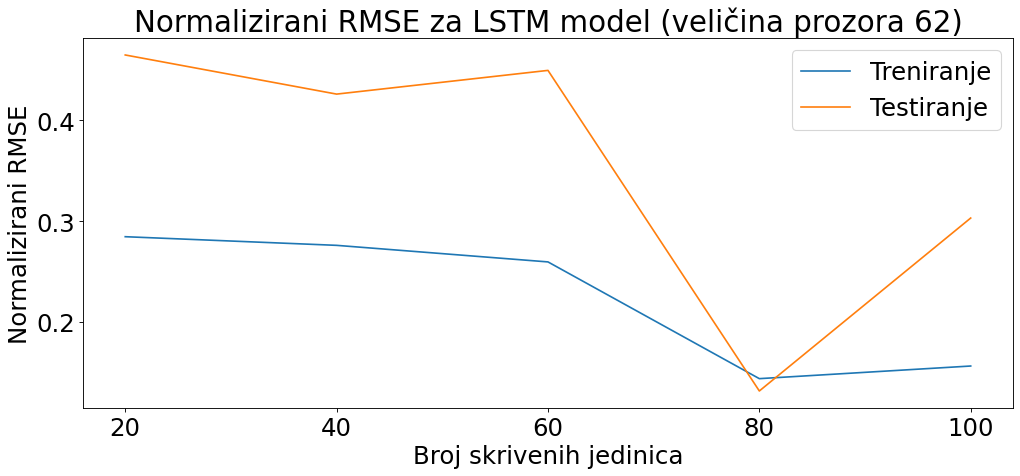 Normalizirani RMSE za LSTM model (veličina prozora 62)
Treniranje
Testiranje
Normalizirani RMSE
0.4
0.3
0.2
20 40 60 80 100
Broj skrivenih jedinica